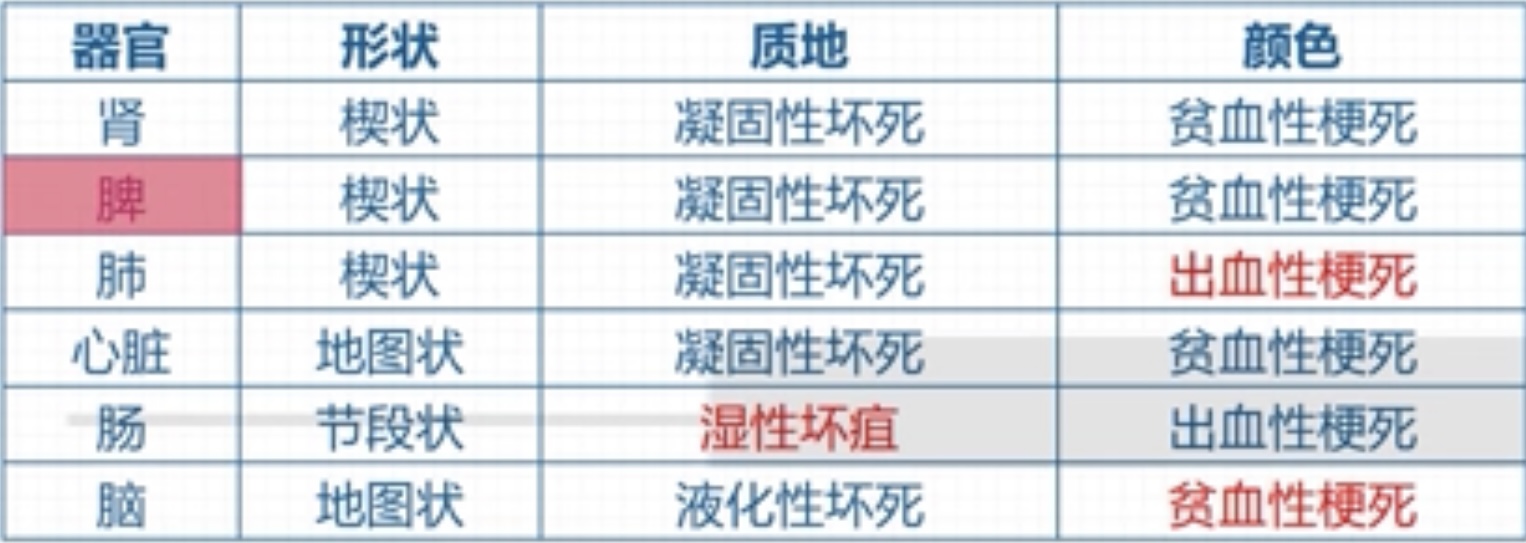 器官 形状 质地 颜色
肾 楔状 凝固性坏死 贫血性梗死
脾 楔状 凝固性坏死 贫血性梗死
肺 楔状 凝固性坏死 出血性梗死
心脏 地图状 凝固性坏死 贫血性梗死
肠 节段状 湿性坏疽 出血性梗死
脑 地图状 液化性坏死 贫血性梗死